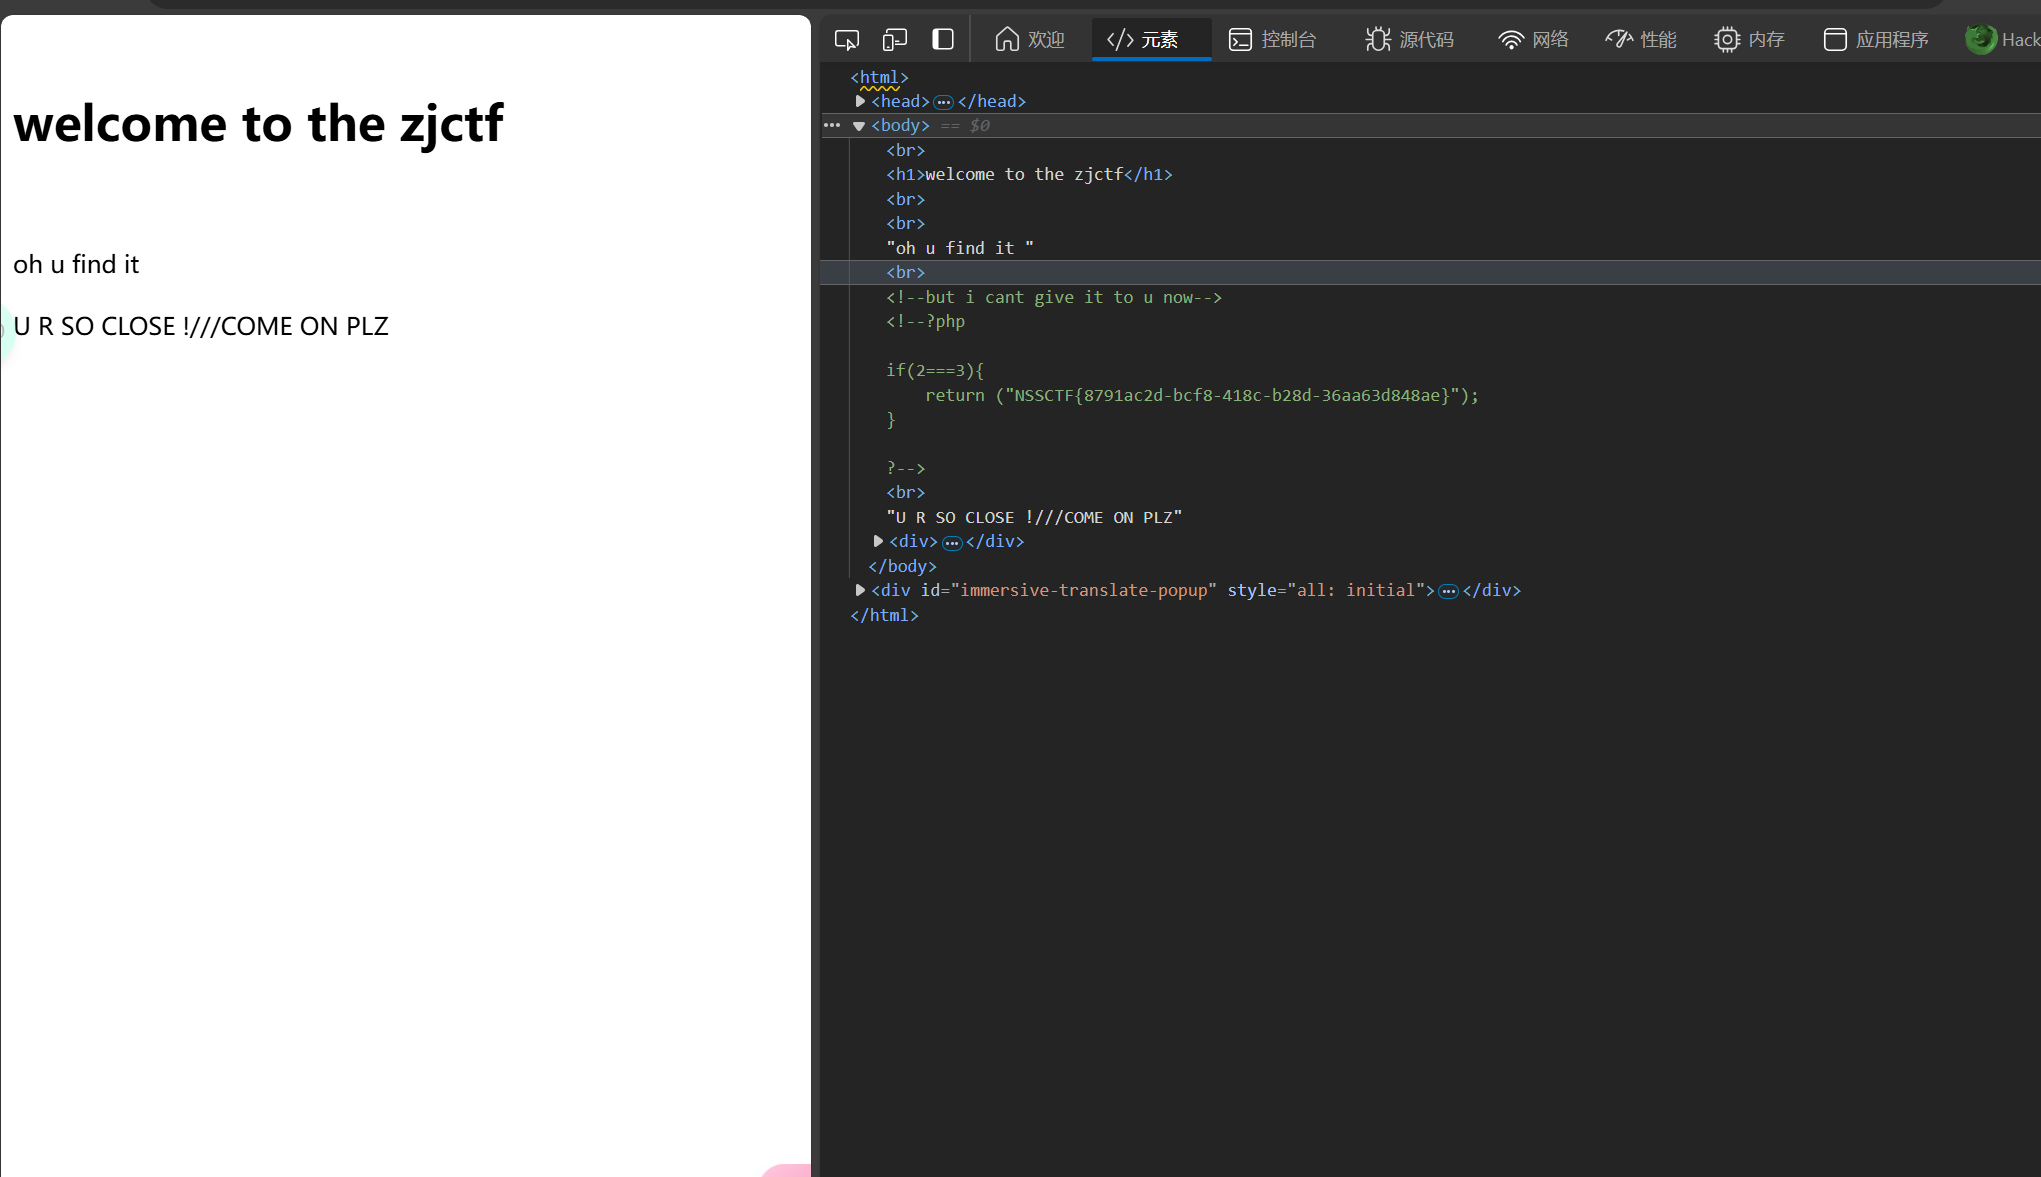 welcome to the zjctf
oh u find it
U R SO CLOSE !///COME ON PLZ
欢迎 </> 元素 控制台 源代码 网络 性能 内存 应用程序 Hack
<html>
<head>…</head>
<body> == $0
<br>
<h1>welcome to the zjctf</h1>
<br>
<br>
"oh u find it "
<br>
<!--but i cant give it to u now-->
<!--?php
if(2===3){
return ("NSSCTF{8791ac2d-bcf8-418c-b28d-36aa63d848ae}");
}
?-->
<br>
"U R SO CLOSE !///COME ON PLZ"
<div>…</div>
</body>
<div id="immersive-translate-popup" style="all: initial">…</div>
</html>